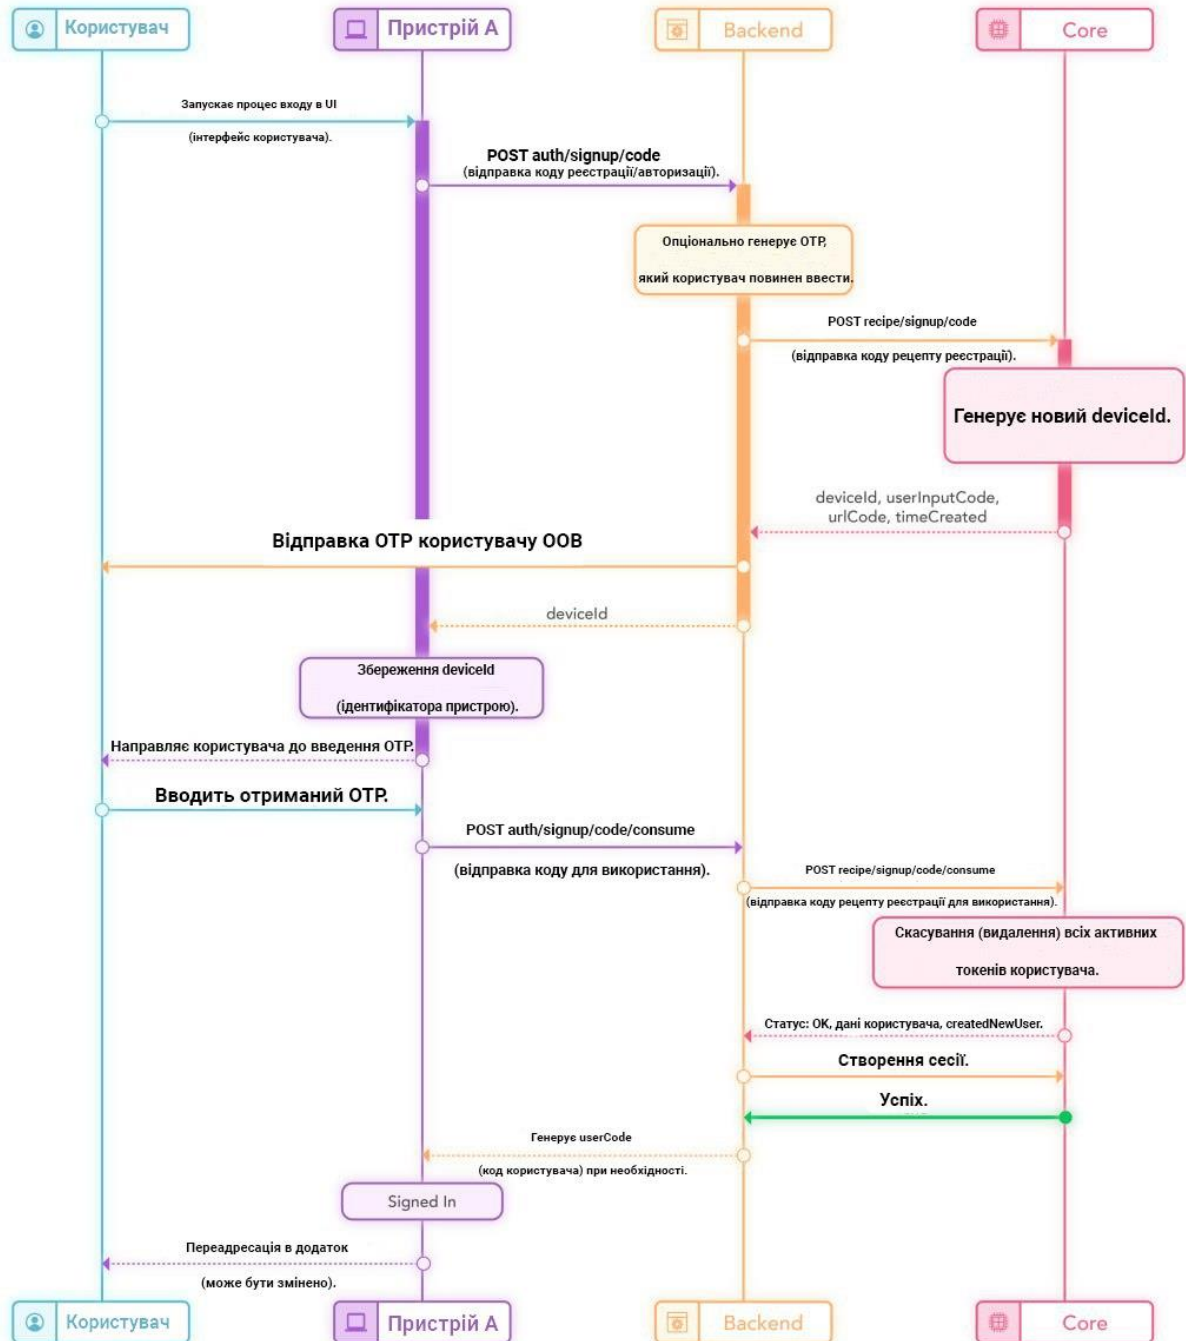 Користувач
Пристрій А
Backend
Core
Запускає процес входу в UI
(інтерфейс користувача).
POST auth/signup/code
(відправка коду реєстрації/авторизації).
Опціонально генерує OTP,
який користувач повинен ввести.
POST recipe/signup/code
(відправка коду рецепту реєстрації).
Генерує новий deviceId.
deviceId, userInputCode,
urlCode, timeCreated
Відправка OTP користувачу OOB
deviceId
Збереження deviceId
(ідентифікатора пристрою).
Направляє користувача до введення OTP.
Вводить отриманий OTP.
POST auth/signup/code/consume
(відправка коду для використання).
POST recipe/signup/code/consume
(відправка коду рецепту реєстрації для використання).
Скасування (видалення) всіх активних
токенів користувача.
Статус: OK, дані користувача, createdNewUser.
Створення сесії.
Успіх.
Генерує userCode
(код користувача) при необхідності.
Signed In
Переадресація в додаток
(може бути змінено).
Користувач
Пристрій А
Backend
Core